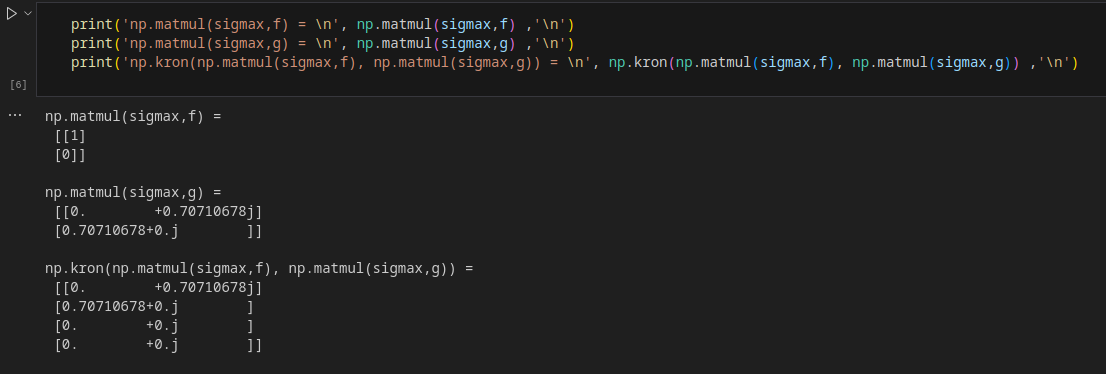 print('np.matmul(sigmax,f) = \n', np.matmul(sigmax,f) ,'\n')
print('np.matmul(sigmax,g) = \n', np.matmul(sigmax,g) ,'\n')
print('np.kron(np.matmul(sigmax,f), np.matmul(sigmax,g)) = \n', np.kron(np.matmul(sigmax,f), np.matmul(sigmax,g)) ,'\n')
[6]
...
np.matmul(sigmax,f) =
 [[1]
 [0]]
np.matmul(sigmax,g) =
 [[0.        +0.70710678j]
 [0.70710678+0.j        ]]
np.kron(np.matmul(sigmax,f), np.matmul(sigmax,g)) =
 [[0.        +0.70710678j]
 [0.70710678+0.j        ]
 [0.        +0.j        ]
 [0.        +0.j        ]]